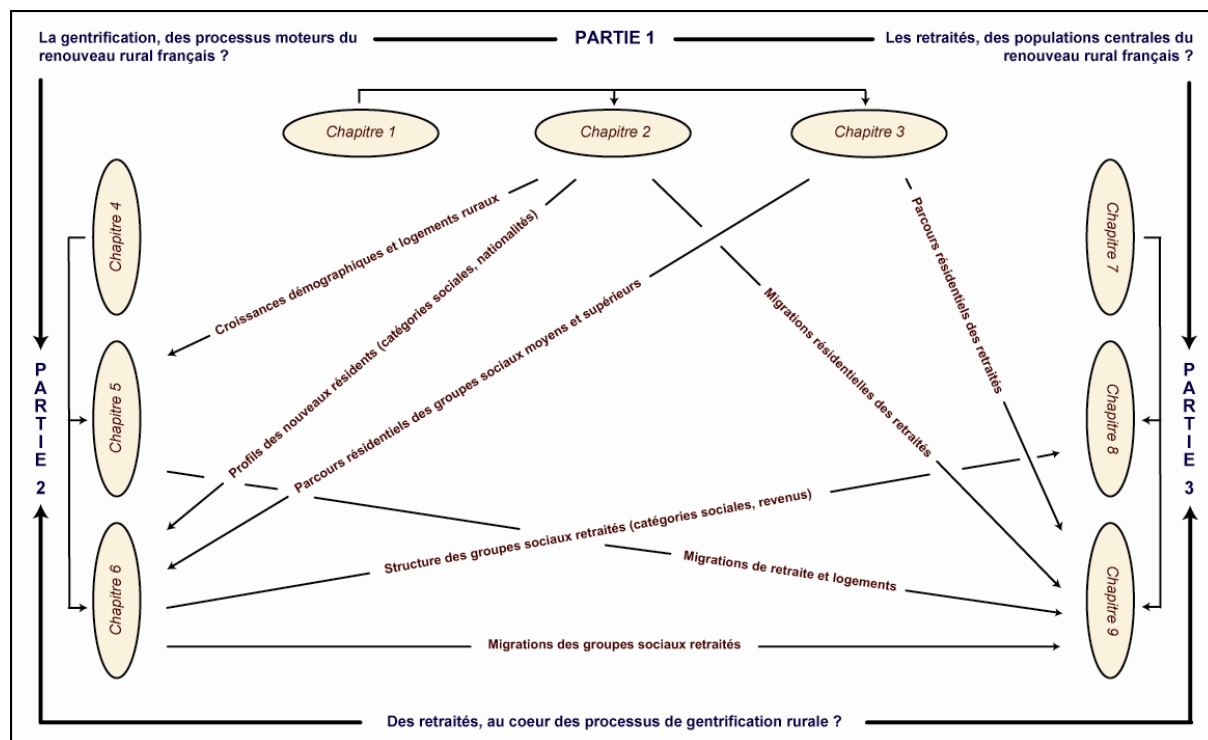 La gentrification, des processus moteurs du
renouveau rural français ?
PARTIE 1
Les retraités, des populations centrales du
renouveau rural français ?
Chapitre 1
Chapitre 2
Chapitre 3
Chapitre 4
Chapitre 5
Chapitre 6
Chapitre 7
Chapitre 8
Chapitre 9
PARTIE 2
PARTIE 3
Croissances démographiques et logements ruraux
Profils des nouveaux résidents (catégories sociales, nationalités)
Parcours résidentiels des groupes sociaux moyens et supérieurs
Migrations résidentielles des retraités
Parcours résidentiels des retraités
Structure des groupes sociaux retraités (catégories sociales, revenus)
Migrations de retraite et logements
Migrations des groupes sociaux retraités
Des retraités, au coeur des processus de gentrification rurale ?